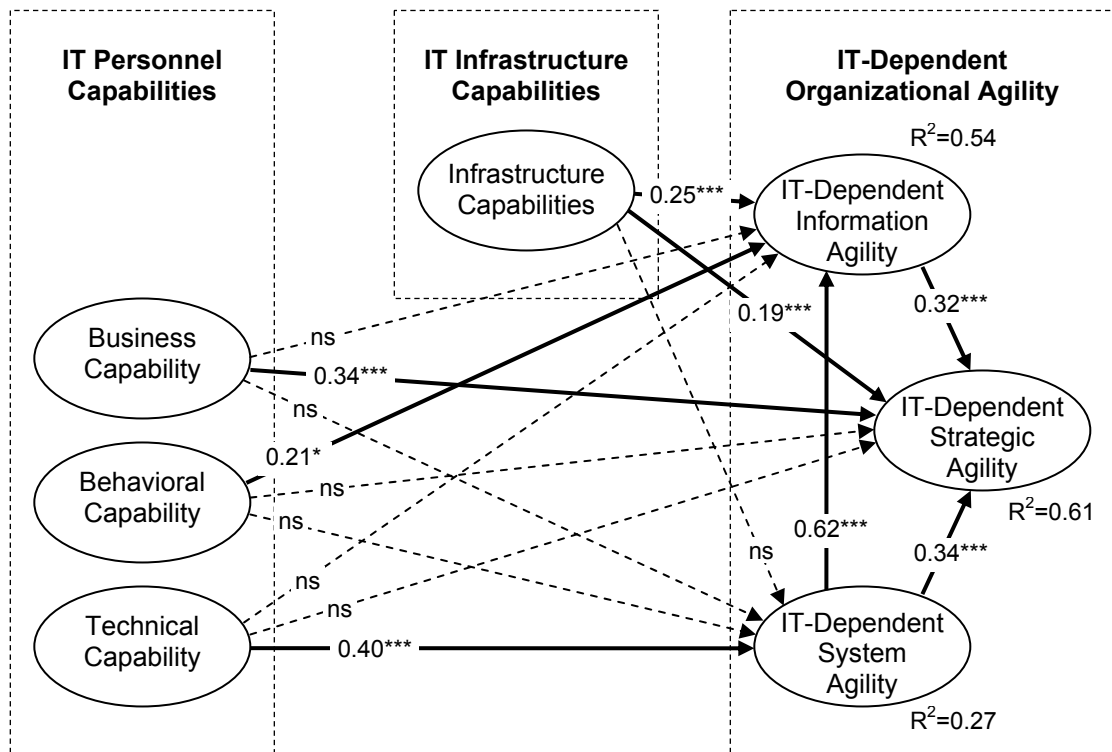 IT Personnel
Capabilities
IT Infrastructure
Capabilities
IT-Dependent
Organizational Agility
R²=0.54
Infrastructure
Capabilities
0.25***
IT-Dependent
Information
Agility
0.19***
0.32***
Business
Capability
ns
0.34***
ns
IT-Dependent
Strategic
Agility
R²=0.61
0.21*
Behavioral
Capability
ns
ns
0.62***
0.34***
ns
ns
ns
Technical
Capability
0.40***
IT-Dependent
System
Agility
R²=0.27